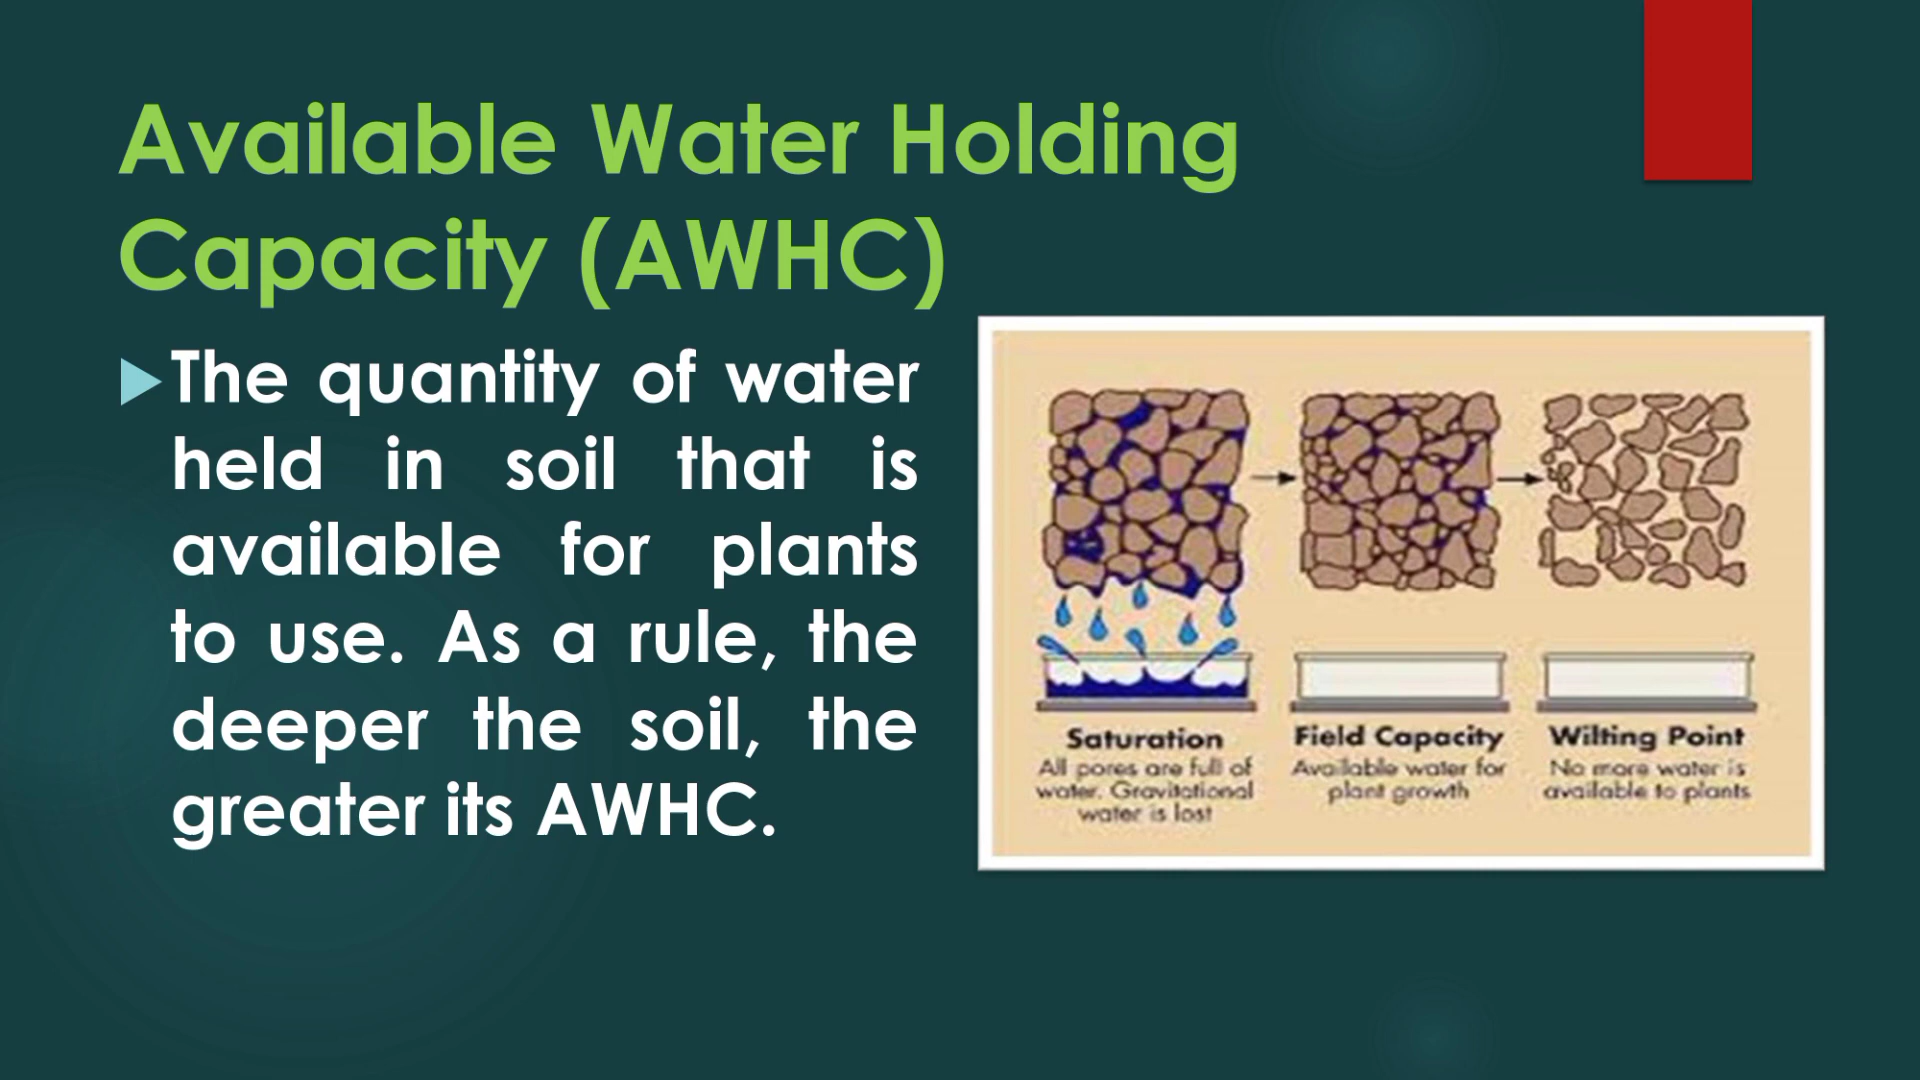 Available Water Holding
Capacity (AWHC)
The quantity of water
held in soil that is
available for plants
to use. As a rule, the
deeper the soil, the
greater its AWHC.
Saturation
All pores are full of
water. Gravitational
water is lost
Field Capacity
Available water for
plant growth
Wilting Point
No more water is
available to plants